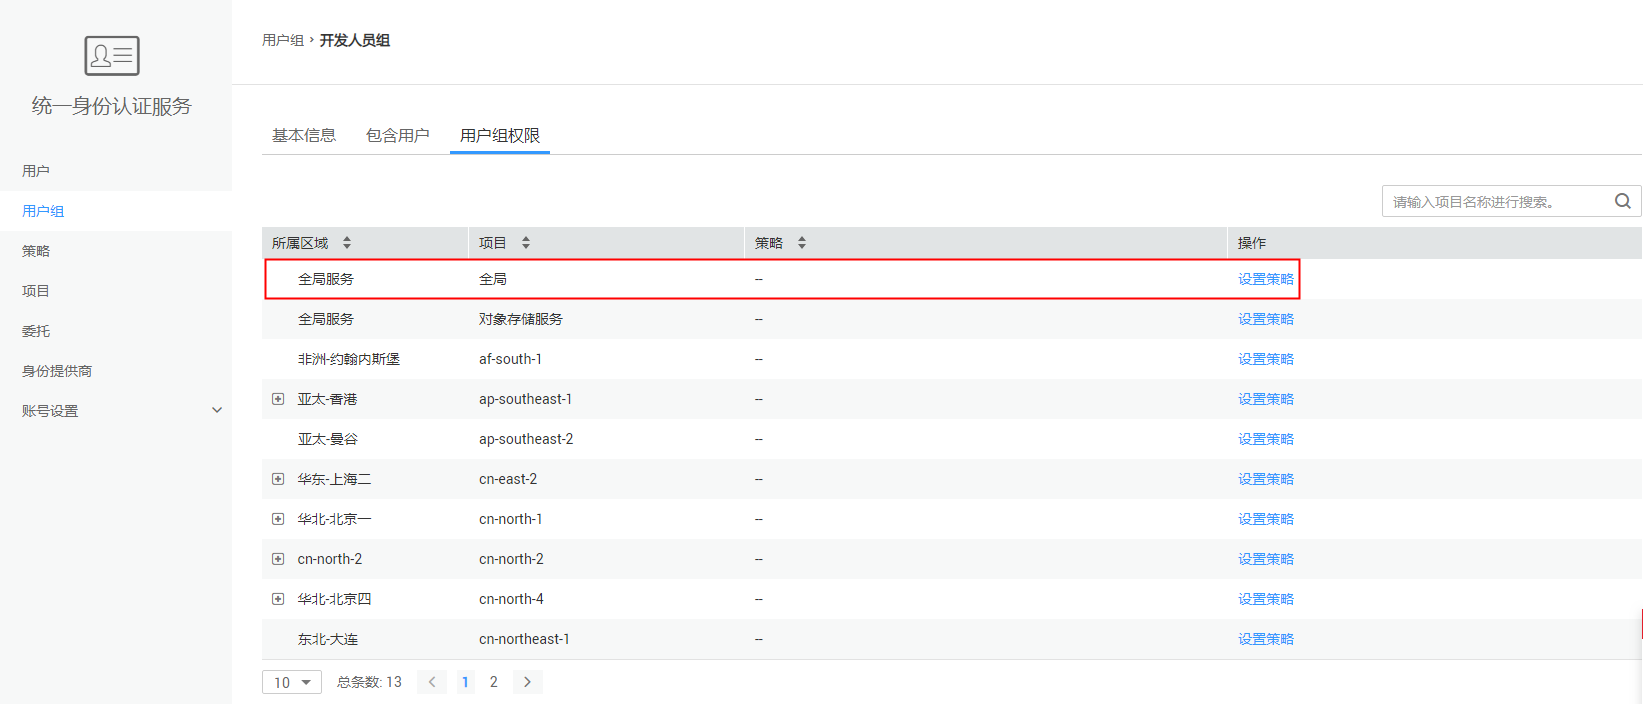 统一身份认证服务
用户
用户组
策略
项目
委托
身份提供商
账号设置
用户组 › 开发人员组
基本信息 包含用户 用户组权限
请输入项目名称进行搜索。
所属区域 项目 策略 操作
全局服务 全局 -- 设置策略
全局服务 对象存储服务 -- 设置策略
非洲-约翰内斯堡 af-south-1 -- 设置策略
亚太-香港 ap-southeast-1 -- 设置策略
亚太-曼谷 ap-southeast-2 -- 设置策略
华东-上海二 cn-east-2 -- 设置策略
华北-北京一 cn-north-1 -- 设置策略
cn-north-2 cn-north-2 -- 设置策略
华北-北京四 cn-north-4 -- 设置策略
东北-大连 cn-northeast-1 -- 设置策略
10 总条数: 13 < 1 2 >